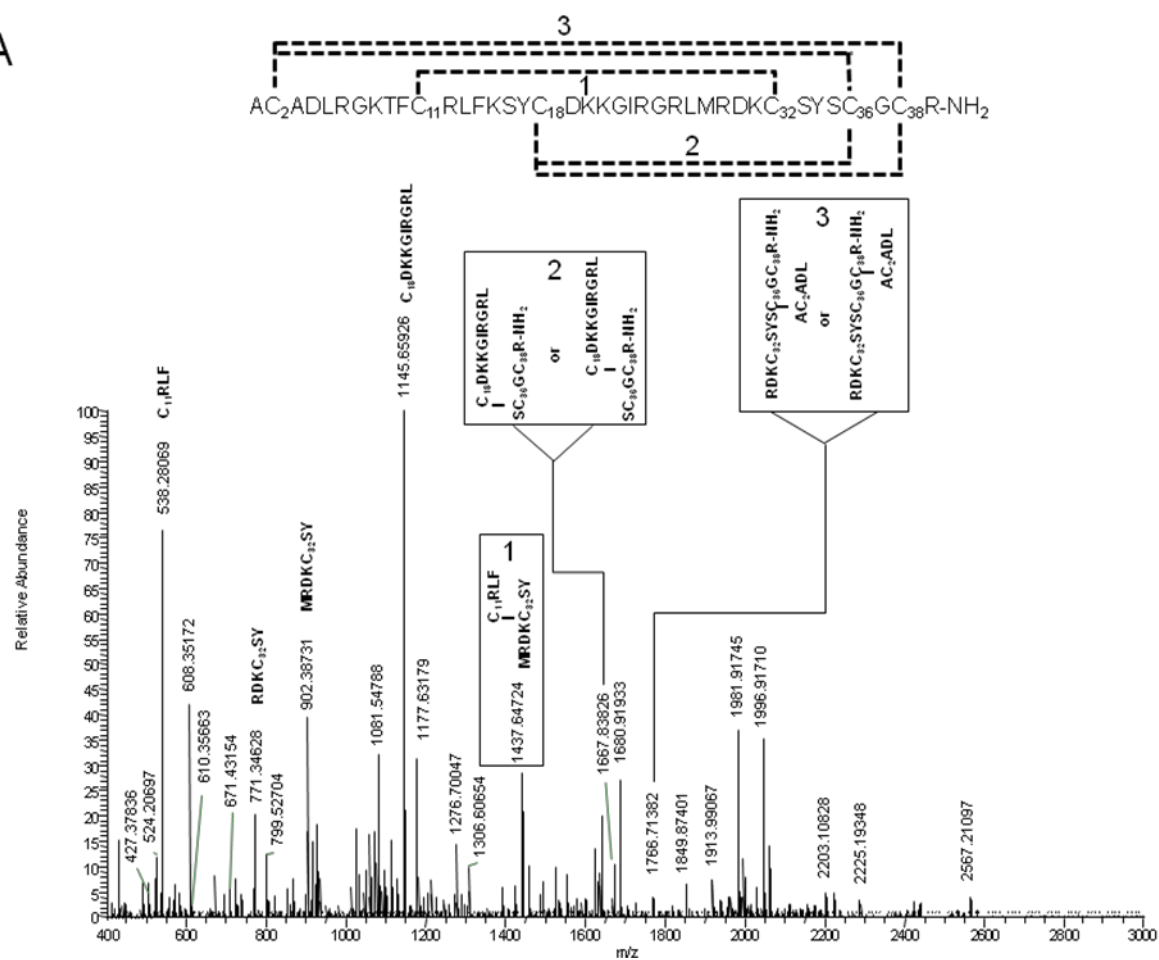 A
3
1
AC₂ADLRGKTFC₁₁RLFKSYC₁₈DKKGIRGRLMRDKC₃₂SYSC₃₆GC₃₈R-NH₂
2
C₁₁RLF
538.28069
608.35172
610.35663
427.37836
524.20697
671.43154
RDKC₃₂SY
771.34628
799.52704
MRDKC₃₂SY
902.38731
1081.54788
C₁₈DKKGIRGRL
1145.65926
1177.63179
1276.70047
1306.60654
1
C₁₁RLF
MRDKC₃₂SY
1437.64724
2
C₁₈DKKGIRGRL
SC₃₆GC₃₈R-NH₂
or
C₁₈DKKGIRGRL
SC₃₆GC₃₈R-NH₂
1667.83826
1680.91933
3
RDKC₃₂SYSC₃₆GC₃₈R-NH₂
AC₂ADL
or
RDKC₃₂SYSC₃₆GC₃₈R-NH₂
AC₂ADL
1766.71382
1849.87401
1913.99067
1981.91745
1996.91710
2203.10828
2225.19348
2567.21097
Relative Abundance
100
95
90
85
80
75
70
65
60
55
50
45
40
35
30
25
20
15
10
5
0
400 600 800 1000 1200 1400 1600 1800 2000 2200 2400 2600 2800 3000
m/z